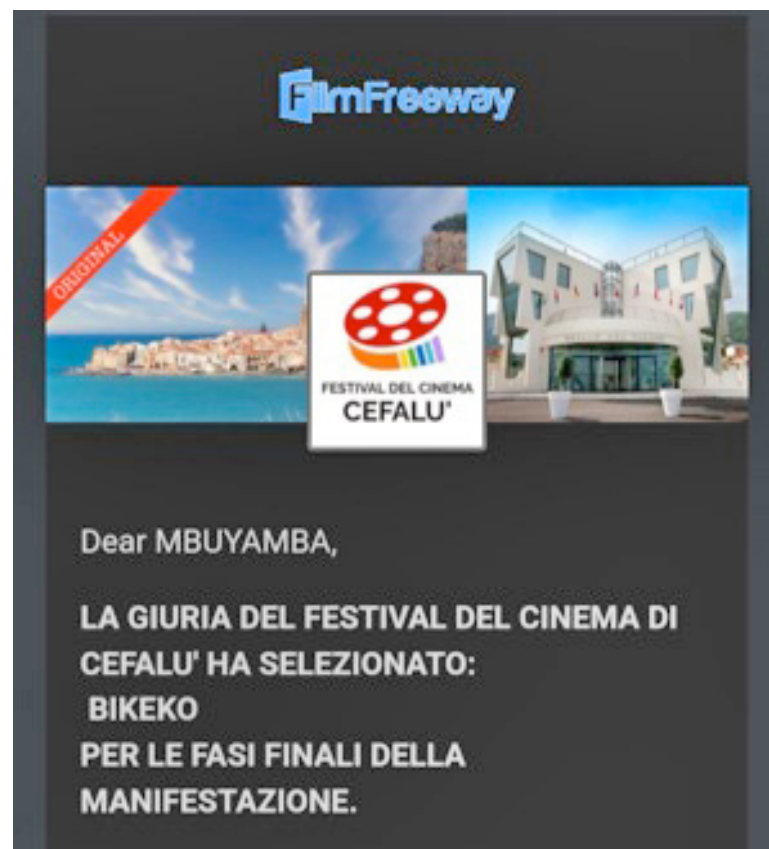 FilmFreeway
ORIGINAL
FESTIVAL DEL CINEMA
CEFALU'
Dear MBUYAMBA,
LA GIURIA DEL FESTIVAL DEL CINEMA DI
CEFALU' HA SELEZIONATO:
BIKEKO
PER LE FASI FINALI DELLA
MANIFESTAZIONE.